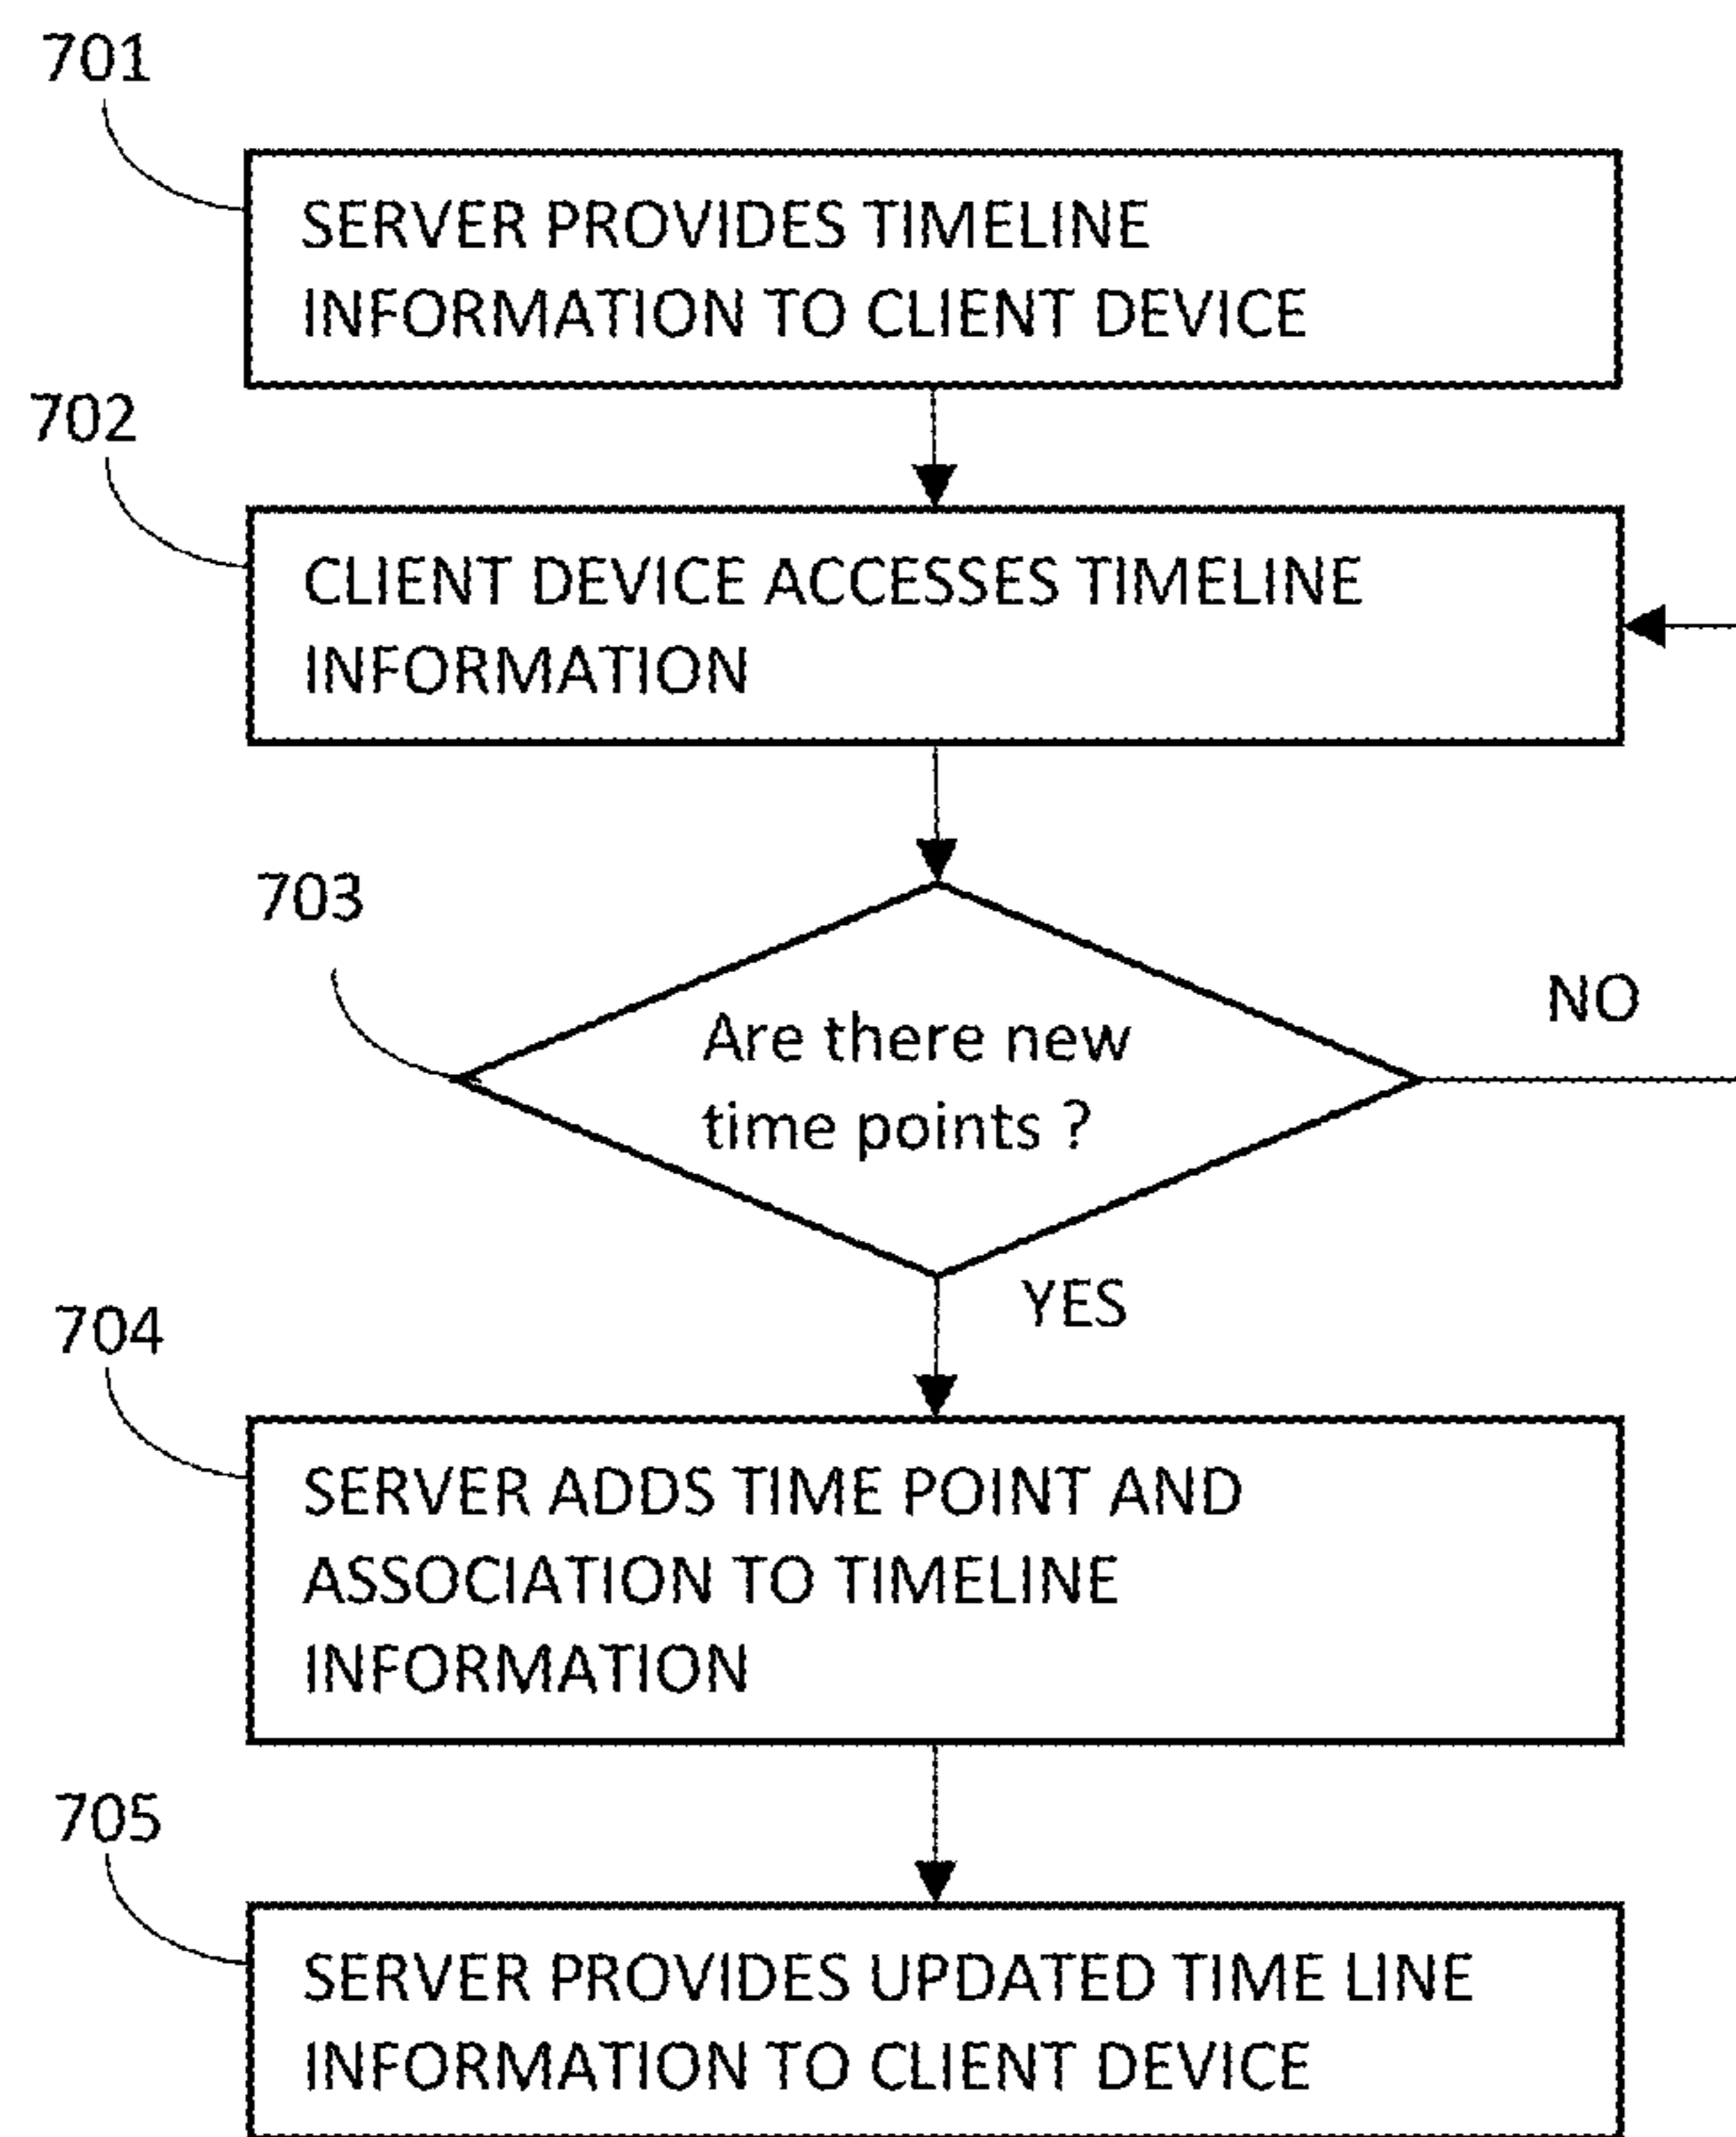 701
SERVER PROVIDES TIMELINE
INFORMATION TO CLIENT DEVICE
702
CLIENT DEVICE ACCESSES TIMELINE
INFORMATION
703
Are there new
time points ?
NO
YES
704
SERVER ADDS TIME POINT AND
ASSOCIATION TO TIMELINE
INFORMATION
705
SERVER PROVIDES UPDATED TIME LINE
INFORMATION TO CLIENT DEVICE